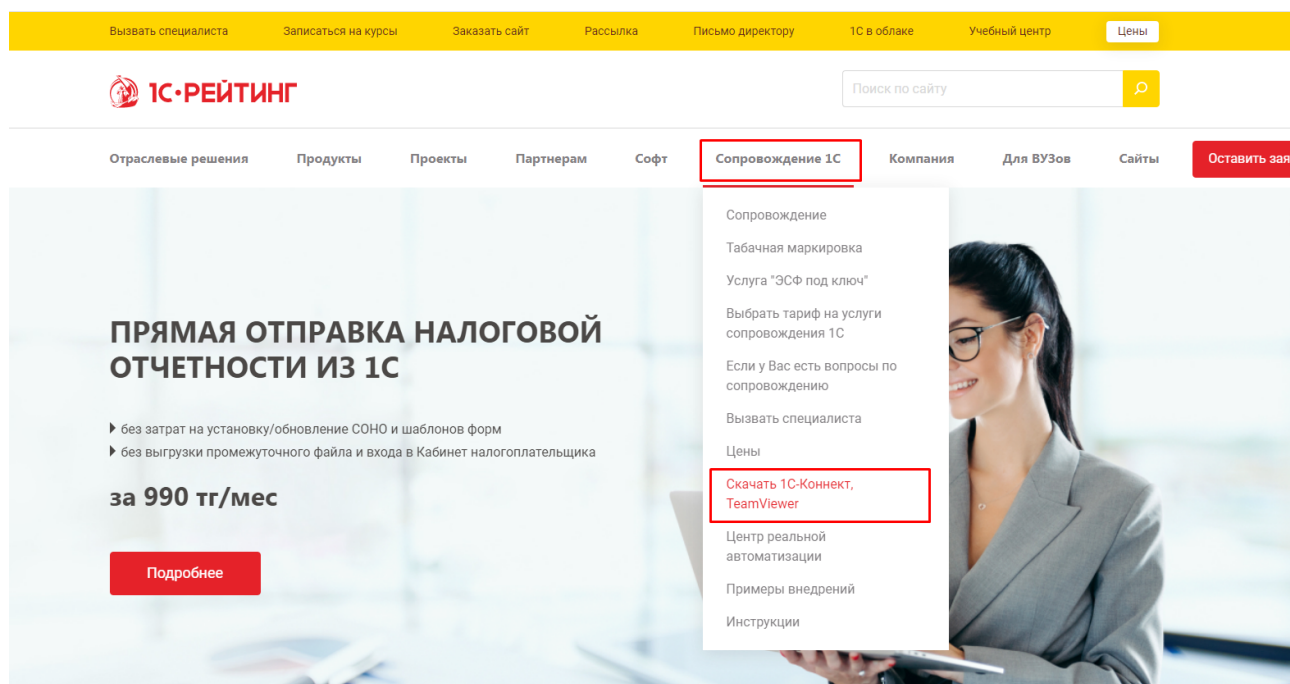 Вызвать специалиста Записаться на курсы Заказать сайт Рассылка Письмо директору 1С в облаке Учебный центр Цены
1С·РЕЙТИНГ
Поиск по сайту
Отраслевые решения Продукты Проекты Партнерам Софт Сопровождение 1С Компания Для ВУЗов Сайты Оставить зая
Сопровождение
Табачная маркировка
Услуга "ЭСФ под ключ"
Выбрать тариф на услуги
сопровождения 1С
Если у Вас есть вопросы по
сопровождению
Вызвать специалиста
Цены
Скачать 1С-Коннект,
TeamViewer
Центр реальной
автоматизации
Примеры внедрений
Инструкции
ПРЯМАЯ ОТПРАВКА НАЛОГОВОЙ
ОТЧЕТНОСТИ ИЗ 1С
без затрат на установку/обновление СОНО и шаблонов форм
без выгрузки промежуточного файла и входа в Кабинет налогоплательщика
за 990 тг/мес
Подробнее